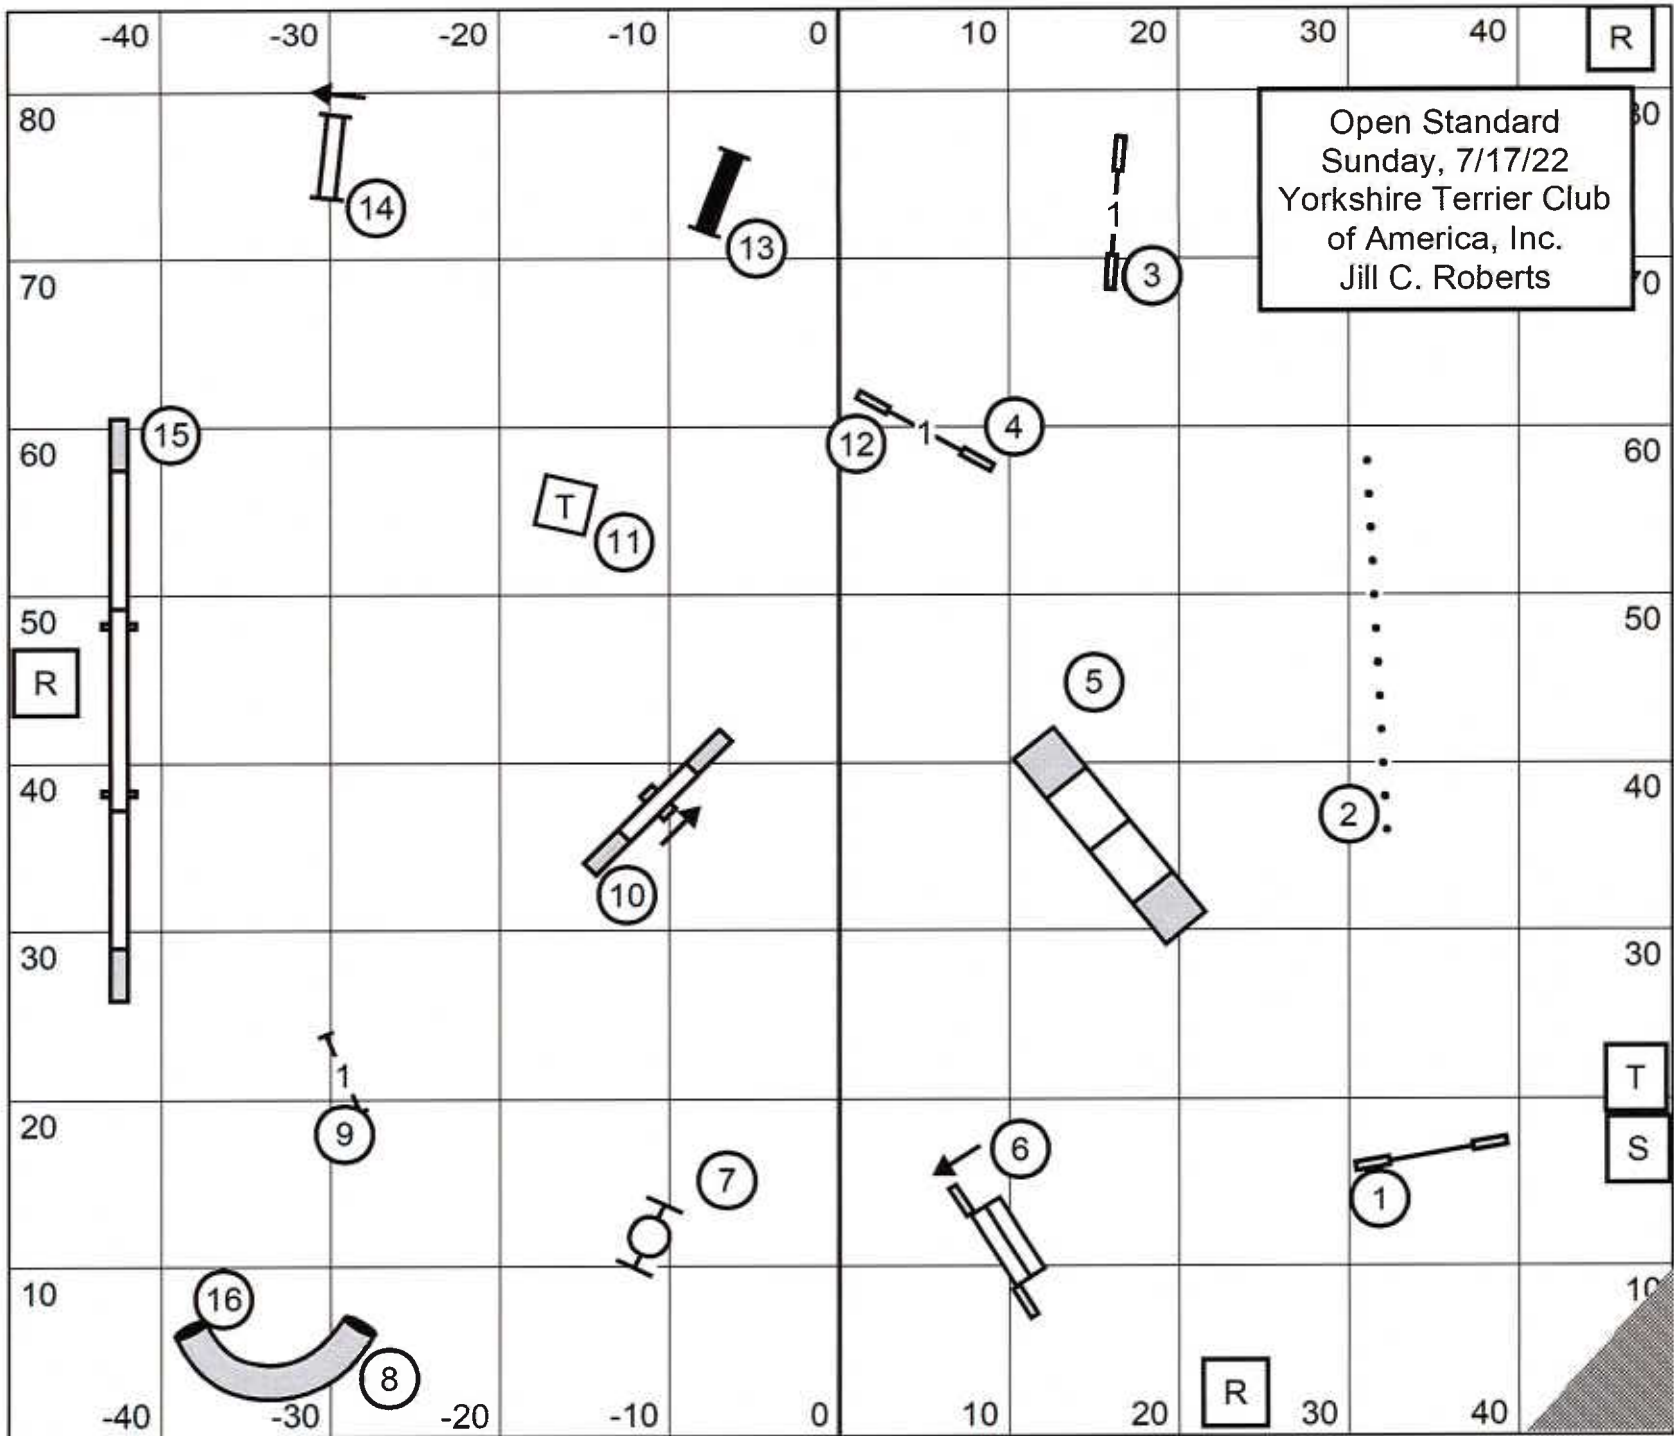 -40 -30 -20 -10 0 10 20 30 40 R
80
Open Standard
Sunday, 7/17/22
Yorkshire Terrier Club
of America, Inc.
Jill C. Roberts
80
14
13
1
3
70
70
15
12
1
4
60
60
T
11
50
50
R
5
40
40
2
10
30
30
1
T
20
9
7
6
S
1
10
10
16
8
R
-40 -30 -20 -10 0 10 20 30 40